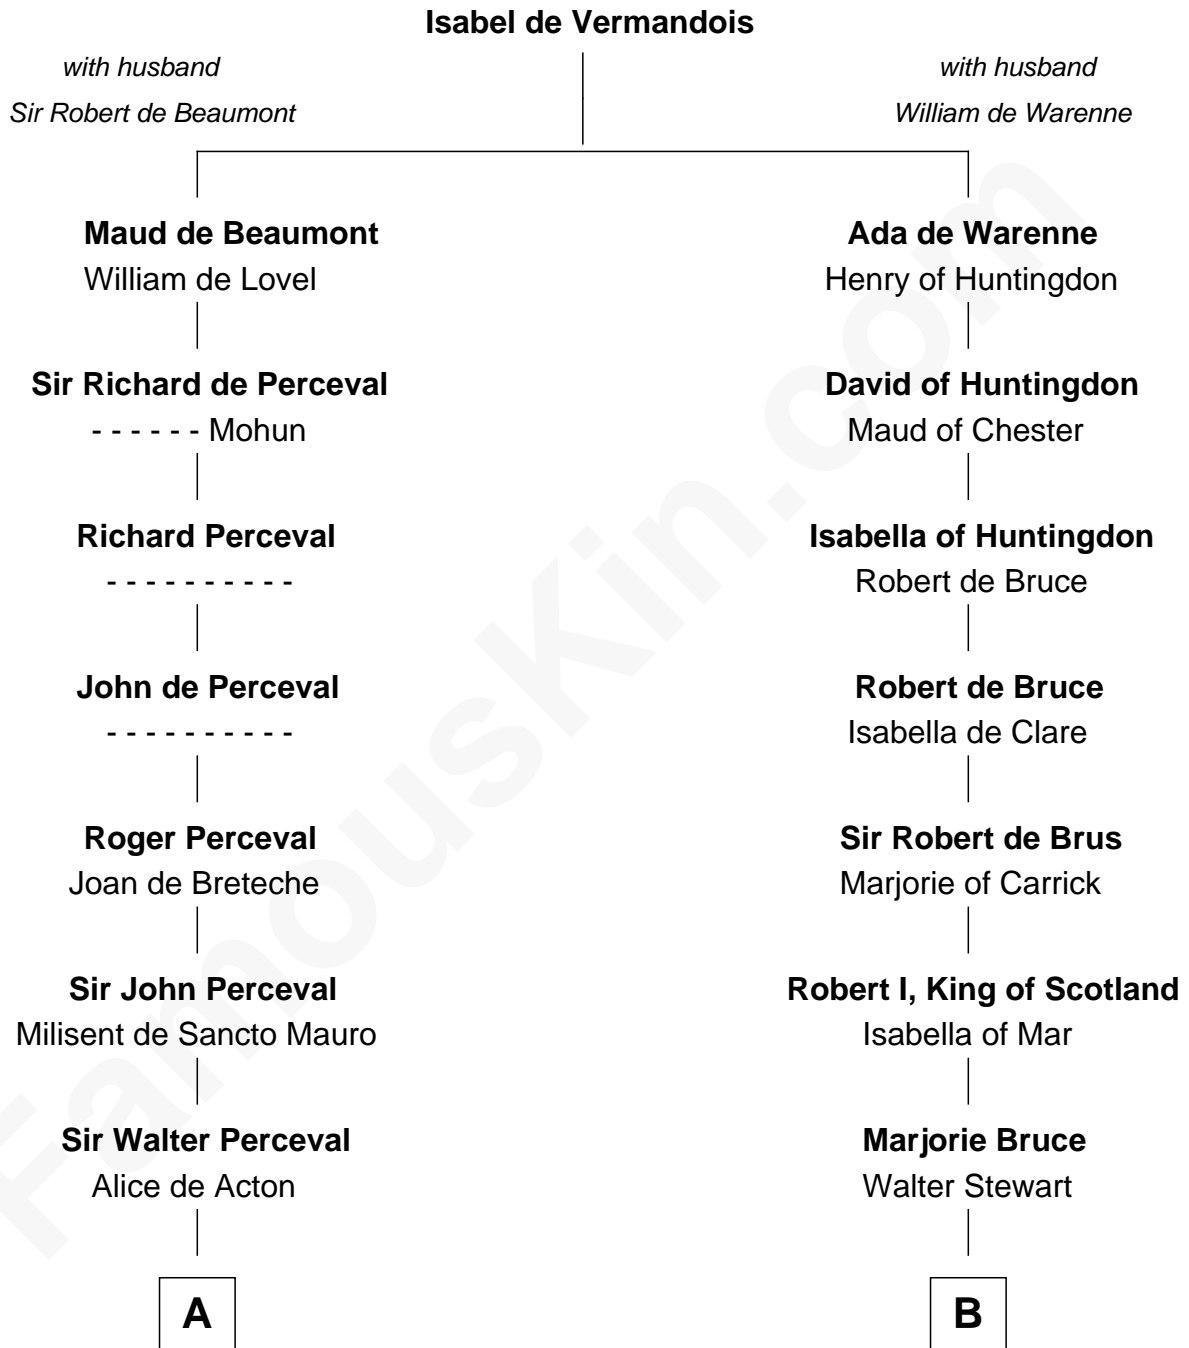 Isabel de Vermandois
with husband
Sir Robert de Beaumont
with husband
William de Warenne
Maud de Beaumont
William de Lovel
Ada de Warenne
Henry of Huntingdon
Sir Richard de Perceval
- - - - - - Mohun
David of Huntingdon
Maud of Chester
Richard Perceval
- - - - - - - - - -
Isabella of Huntingdon
Robert de Bruce
John de Perceval
- - - - - - - - - -
Robert de Bruce
Isabella de Clare
Roger Perceval
Joan de Breteche
Sir Robert de Brus
Marjorie of Carrick
Sir John Perceval
Milisent de Sancto Mauro
Robert I, King of Scotland
Isabella of Mar
Sir Walter Perceval
Alice de Acton
Marjorie Bruce
Walter Stewart
A
B
FamousKin.com